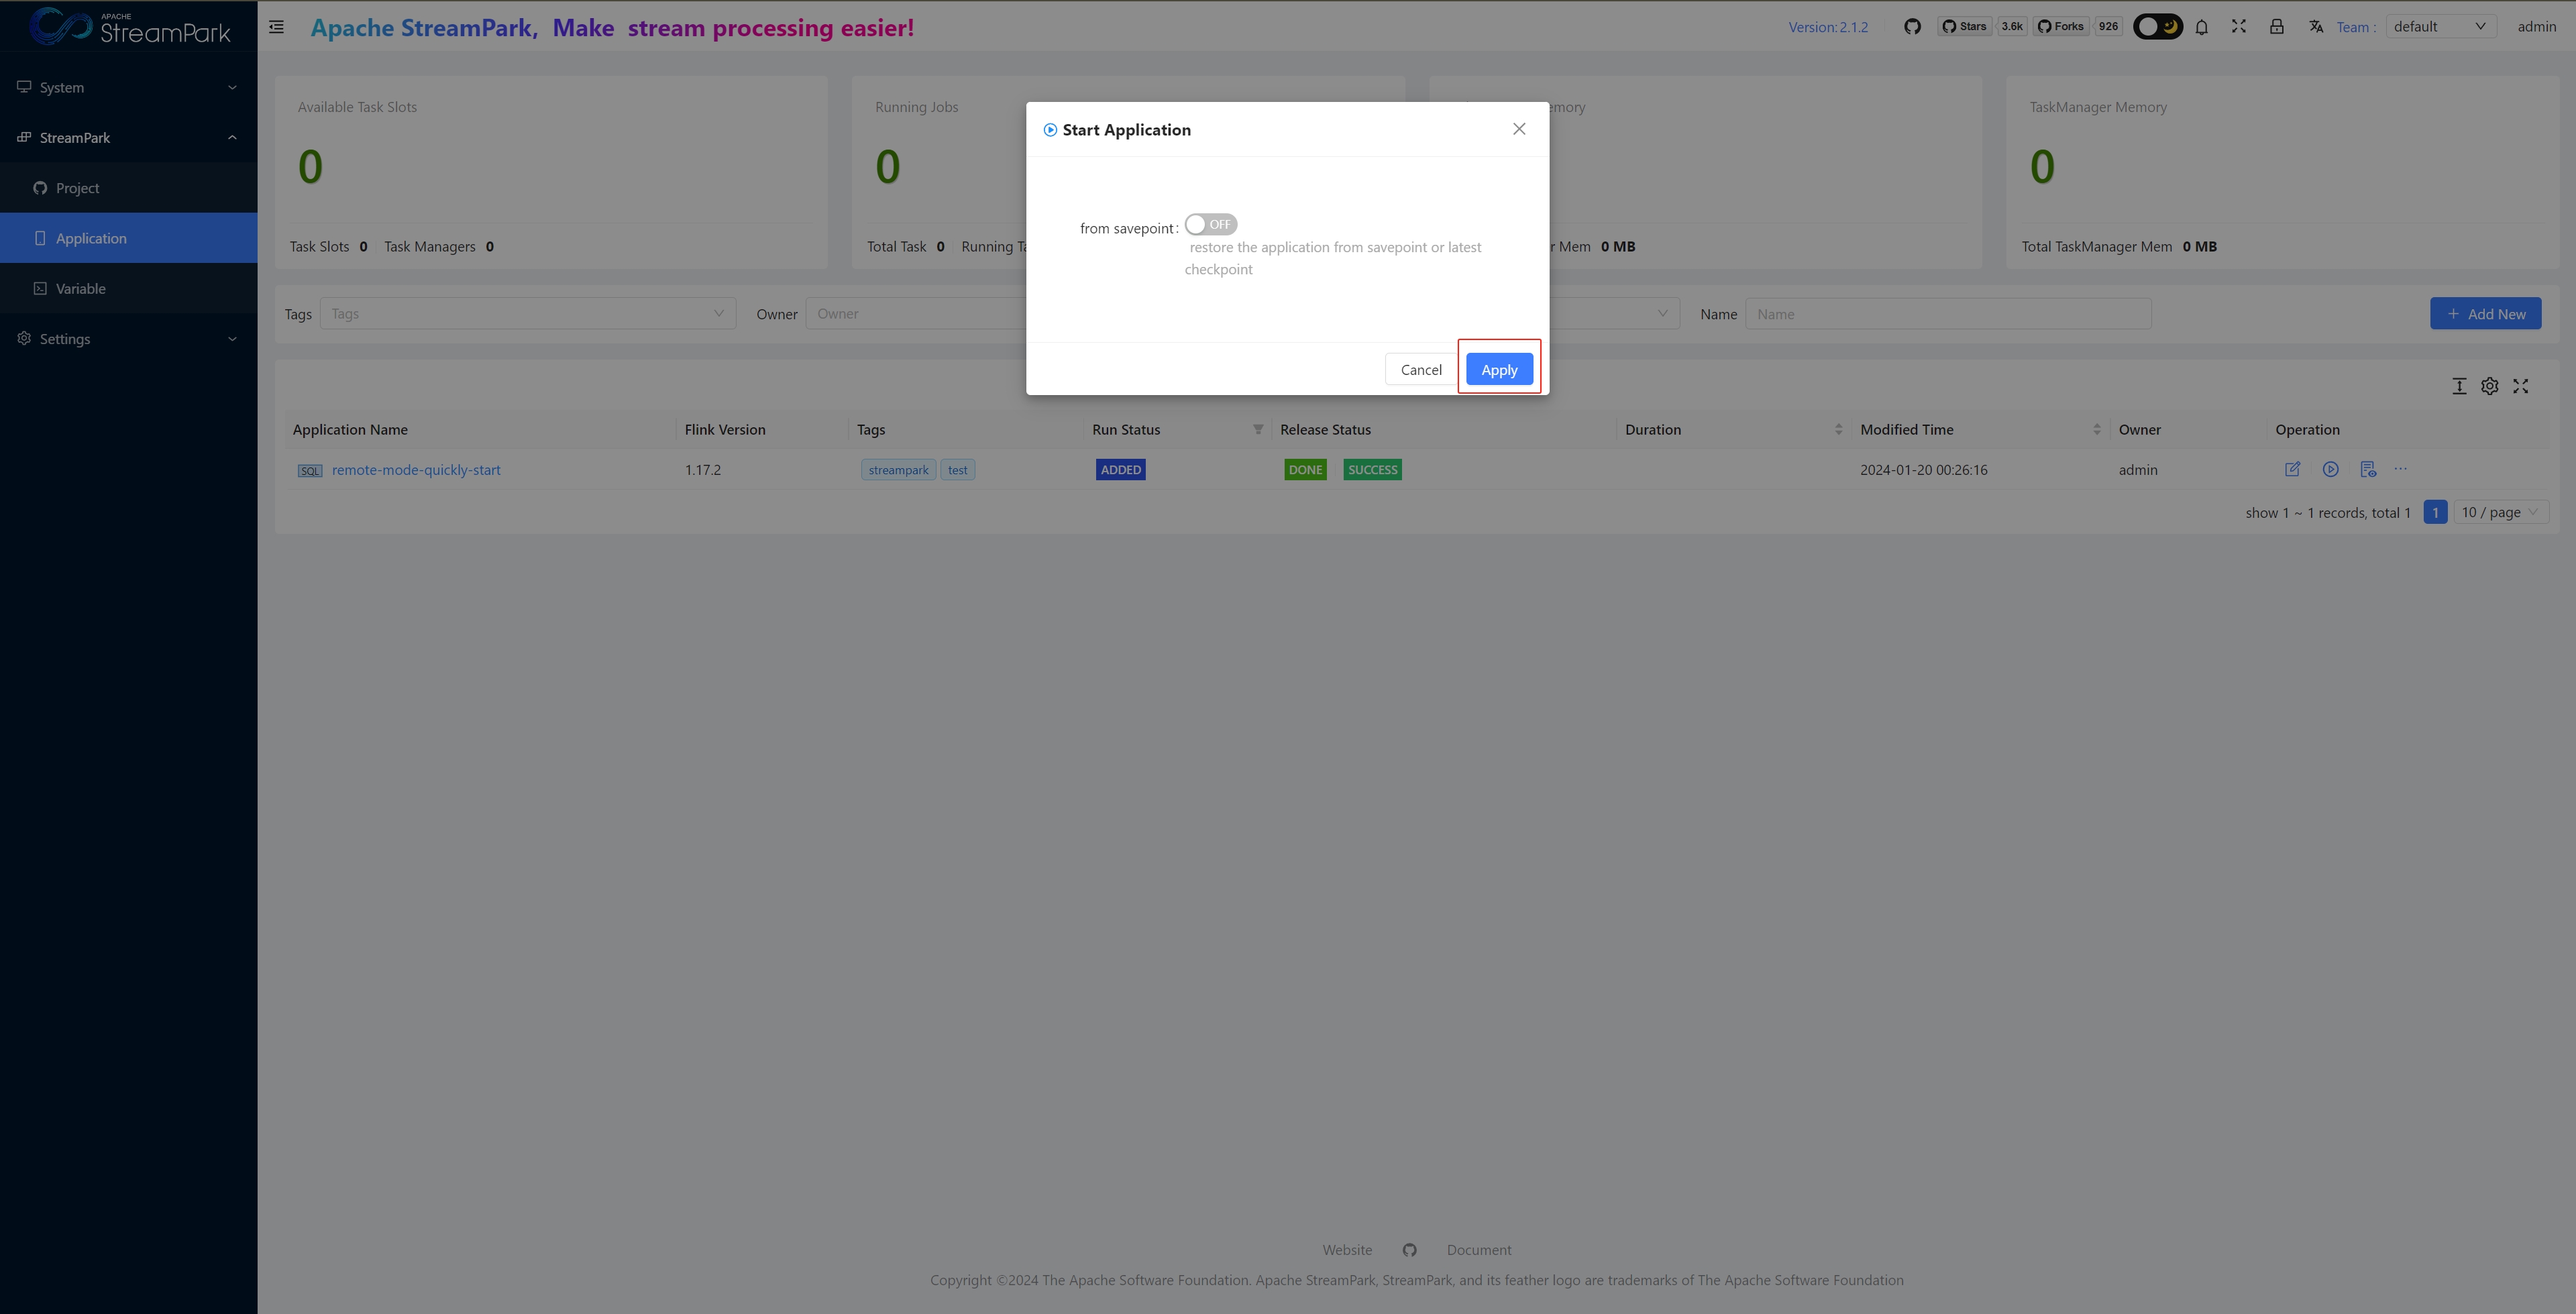 APACHE
StreamPark
Apache StreamPark, Make stream processing easier!
Version:2.1.2
Stars 3.6k Forks 926
Team : default admin
System
StreamPark
Project
Application
Variable
Settings
Available Task Slots
0
Task Slots 0 Task Managers 0
Running Jobs
0
Total Task 0 Running Ta
emory
r Mem 0 MB
TaskManager Memory
0
Total TaskManager Mem 0 MB
Start Application
from savepoint: OFF
restore the application from savepoint or latest
checkpoint
Cancel Apply
Tags Tags Owner Owner Name Name + Add New
Application Name Flink Version Tags Run Status Release Status Duration Modified Time Owner Operation
SQL remote-mode-quickly-start 1.17.2 streampark test ADDED DONE SUCCESS 2024-01-20 00:26:16 admin ···
show 1 ~ 1 records, total 1 1 10 / page
Website Document
Copyright ©2024 The Apache Software Foundation. Apache StreamPark, StreamPark, and its feather logo are trademarks of The Apache Software Foundation